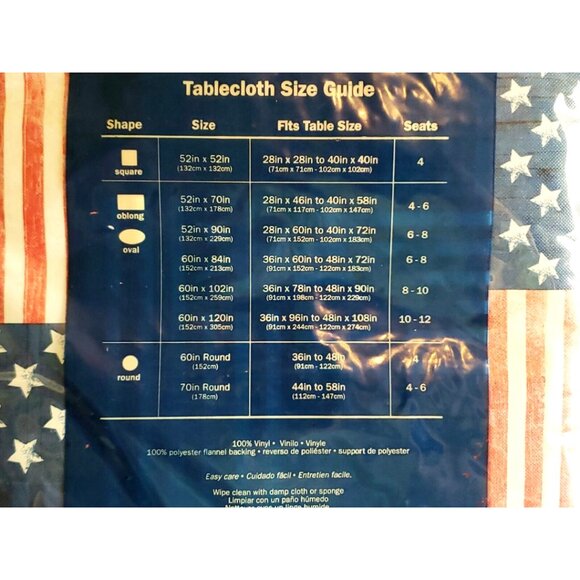 Tablecloth Size Guide
Shape Size Fits Table Size Seats
square 52in x 52in 28in x 28in to 40in x 40in 4
(132cm x 132cm) (71cm x 71cm - 102cm x 102cm)
oblong 52in x 70in 28in x 46in to 40in x 58in 4 - 6
(132cm x 178cm) (71cm x 117cm - 102cm x 147cm)
oval 52in x 90in 28in x 60in to 40in x 72in 6 - 8
(132cm x 229cm) (71cm x 152cm - 102cm x 183cm)
60in x 84in 36in x 60in to 48in x 72in 6 - 8
(152cm x 213cm) (91cm x 152cm - 122cm x 183cm)
60in x 102in 36in x 78in to 48in x 90in 8 - 10
(152cm x 259cm) (91cm x 198cm - 122cm x 229cm)
60in x 120in 36in x 96in to 48in x 108in 10 - 12
(152cm x 305cm) (91cm x 244cm - 122cm x 274cm)
round 60in Round 36in to 48in
(152cm) (91cm - 122cm)
70in Round 44in to 58in 4 - 6
(178cm) (112cm - 147cm)
100% Vinyl • Vinilo • Vinyle
100% polyester flannel backing • reverso de poliéster • support de polyester
Easy care • Cuidado fácil • Entretien facile.
Wipe clean with damp cloth or sponge
Limpiar con un paño húmedo
Nettoyer avec un linge humide